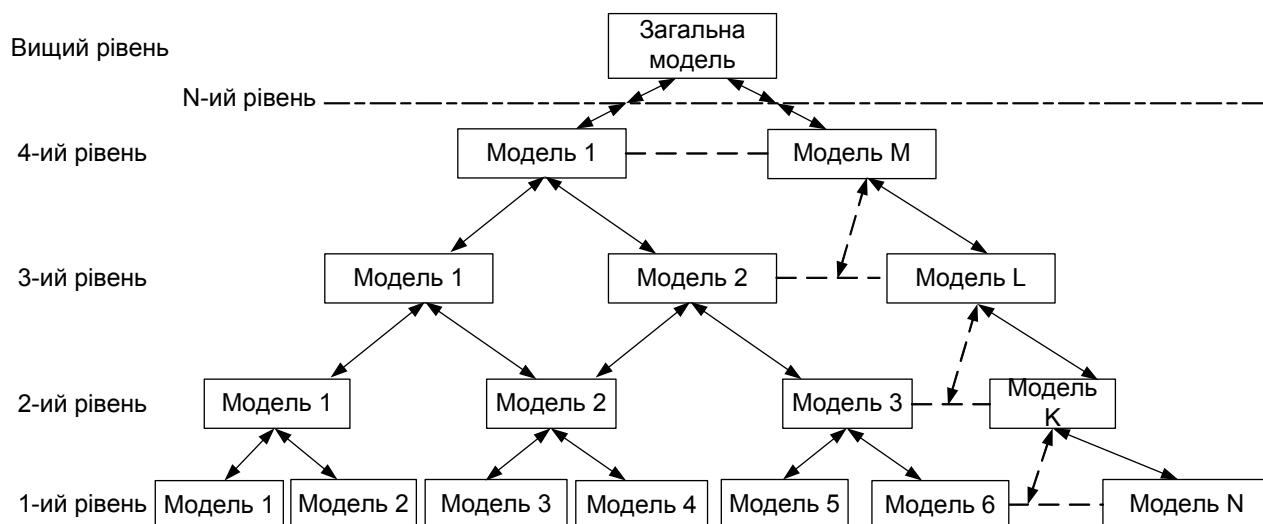 Вищий рівень
Загальна
модель
N-ий рівень
4-ий рівень
Модель 1
Модель M
3-ий рівень
Модель 1
Модель 2
Модель L
2-ий рівень
Модель 1
Модель 2
Модель 3
Модель
K
1-ий рівень
Модель 1
Модель 2
Модель 3
Модель 4
Модель 5
Модель 6
Модель N